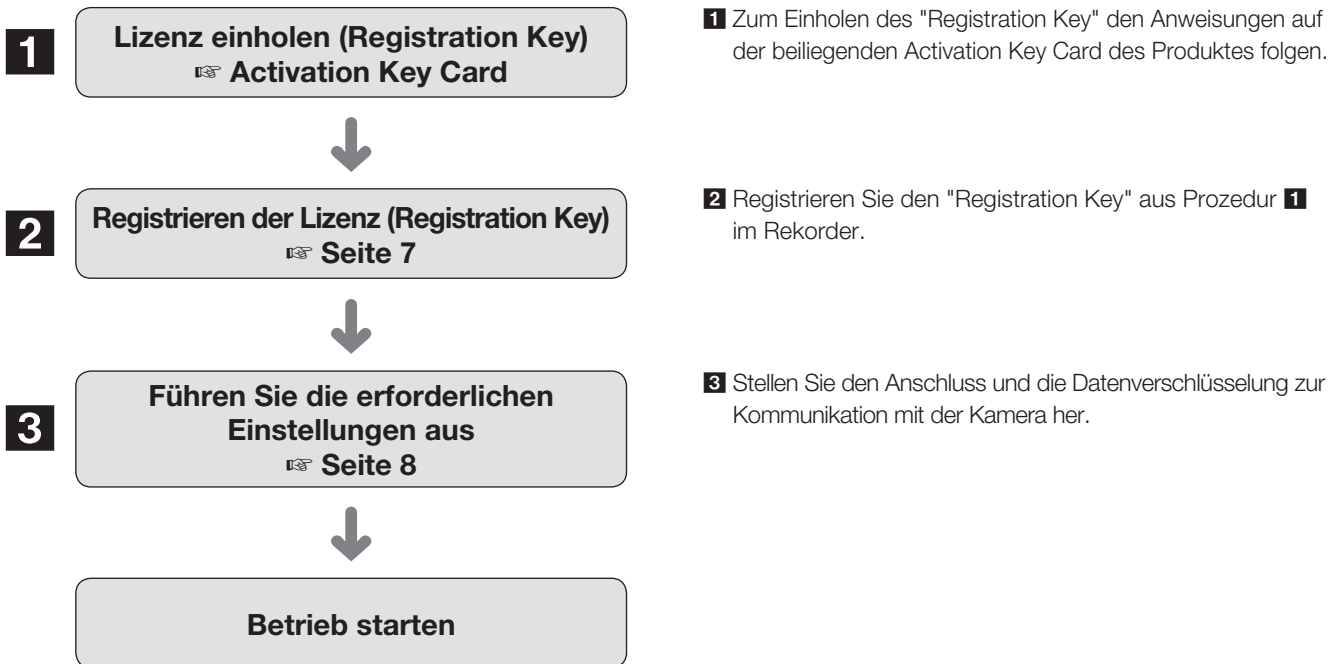 1
Lizenz einholen (Registration Key)
☞ Activation Key Card
1 Zum Einholen des "Registration Key" den Anweisungen auf
der beiliegenden Activation Key Card des Produktes folgen.
2
Registrieren der Lizenz (Registration Key)
☞ Seite 7
2 Registrieren Sie den "Registration Key" aus Prozedur 1
im Rekorder.
3
Führen Sie die erforderlichen
Einstellungen aus
☞ Seite 8
3 Stellen Sie den Anschluss und die Datenverschlüsselung zur
Kommunikation mit der Kamera her.
Betrieb starten